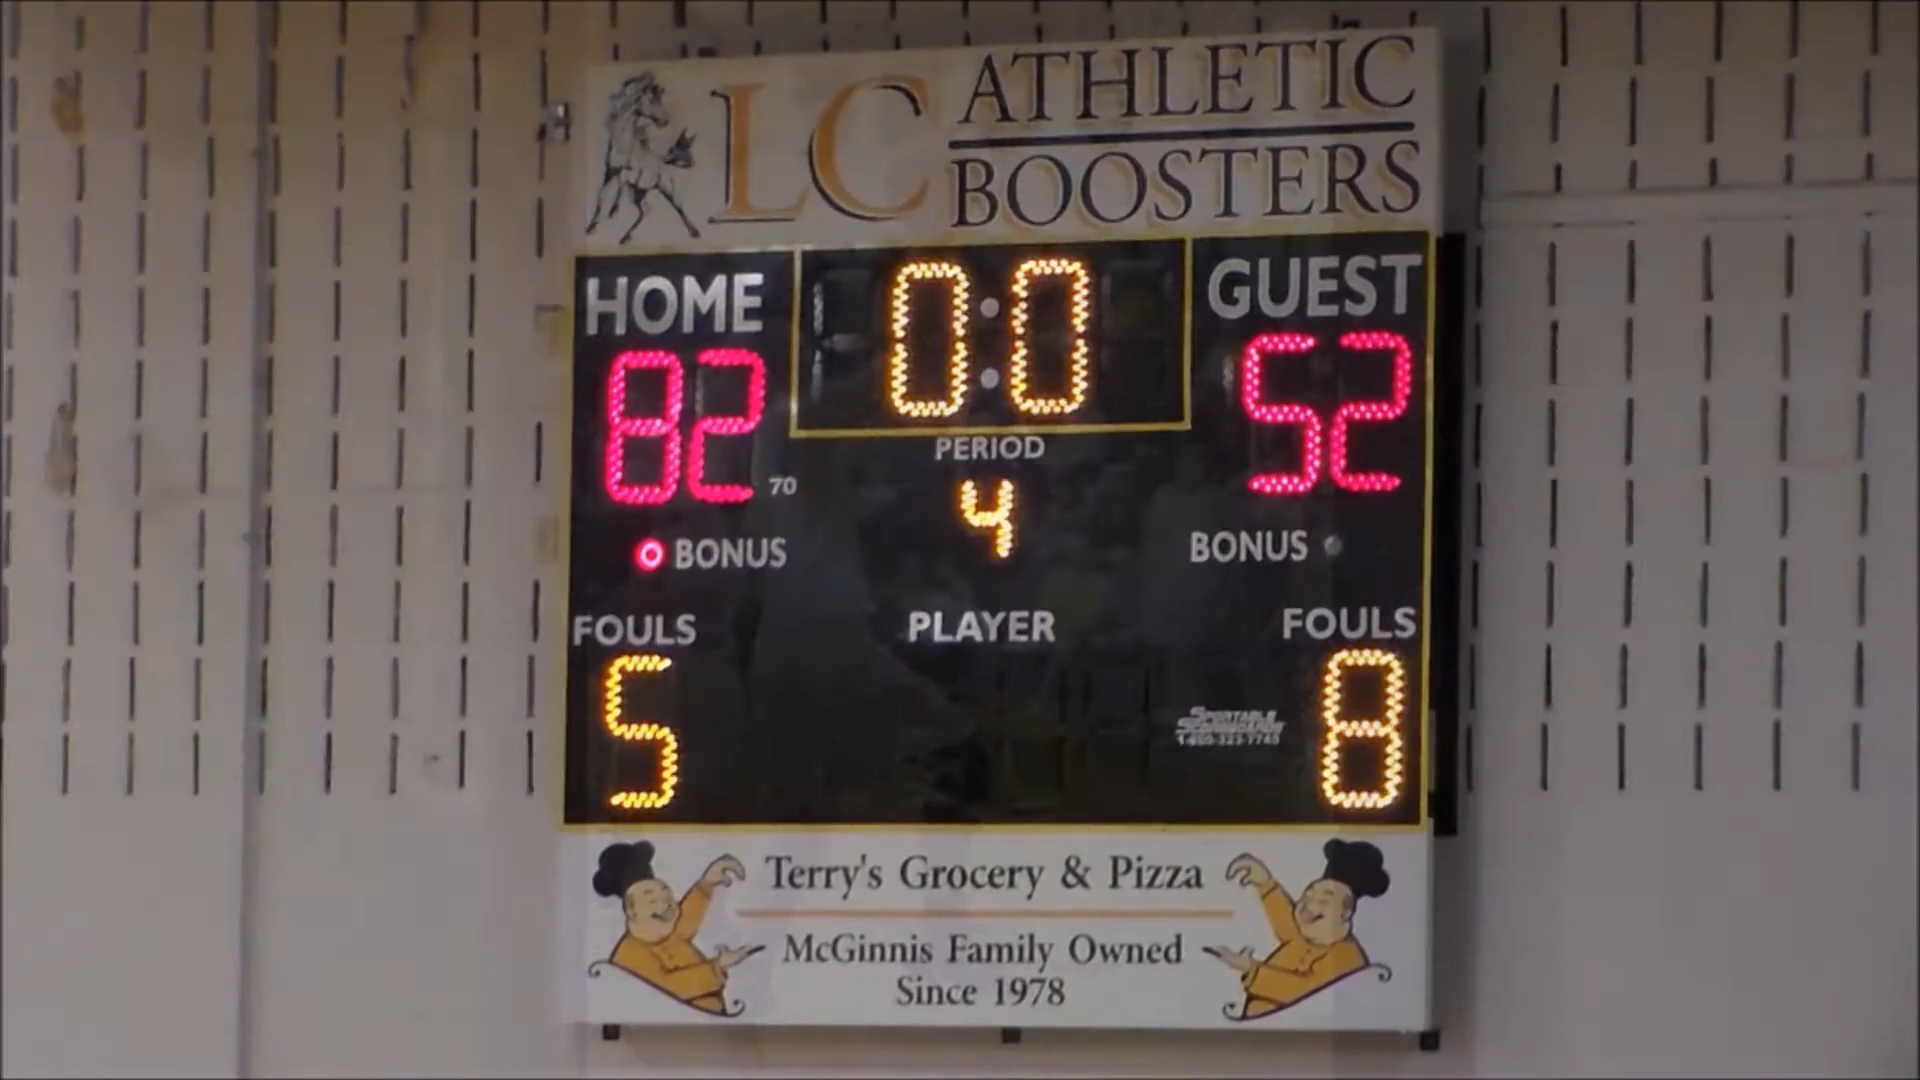 LC ATHLETIC
BOOSTERS
HOME 0:0 GUEST
82 52
70
PERIOD
4
BONUS BONUS
FOULS PLAYER FOULS
5 8
Terry's Grocery & Pizza
McGinnis Family Owned
Since 1978